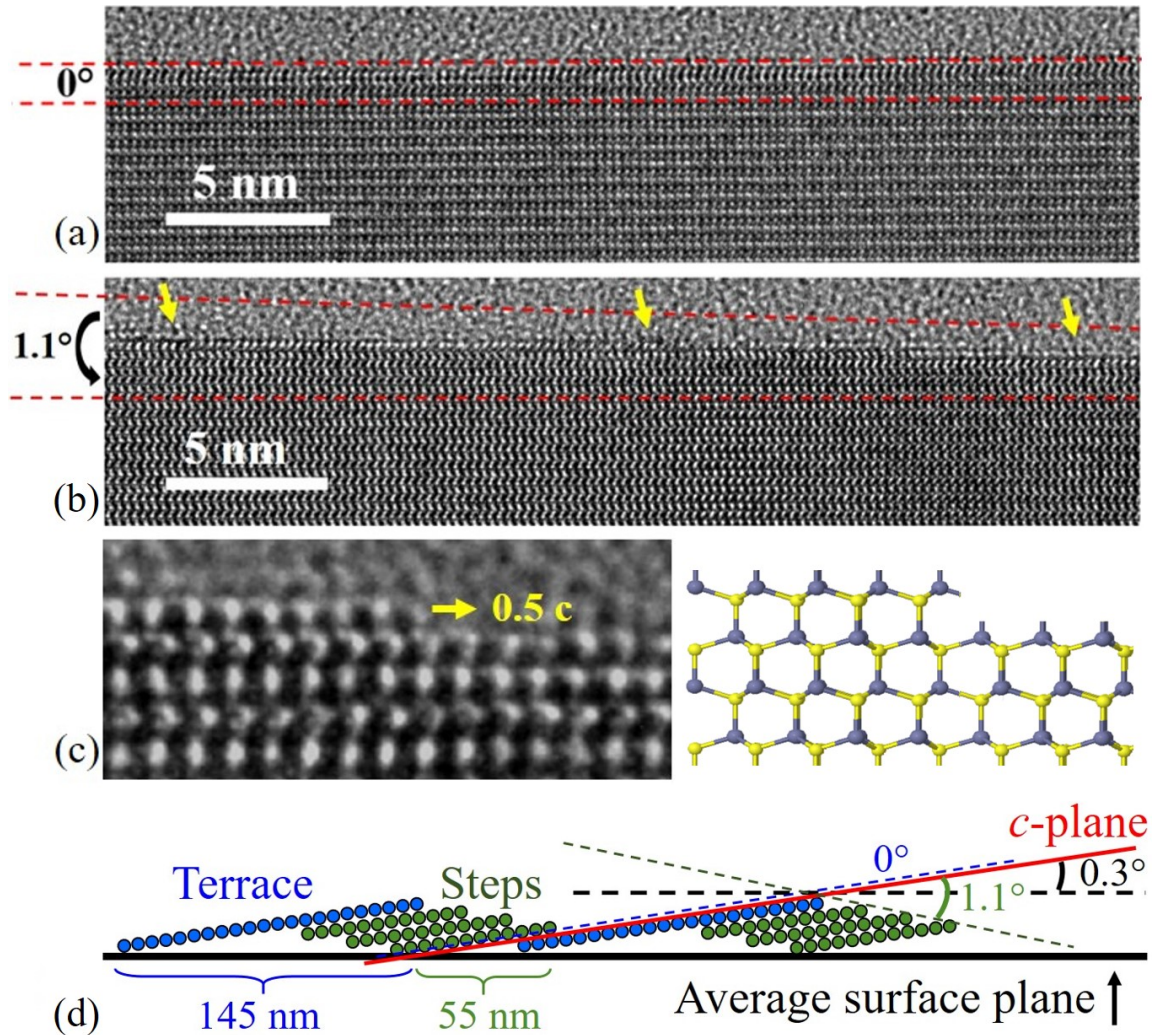 0°
5 nm
(a)
1.1°
5 nm
(b)
0.5 c
(c)
c-plane
0°
0.3°
Terrace
Steps
1.1°
145 nm
55 nm
Average surface plane
(d)